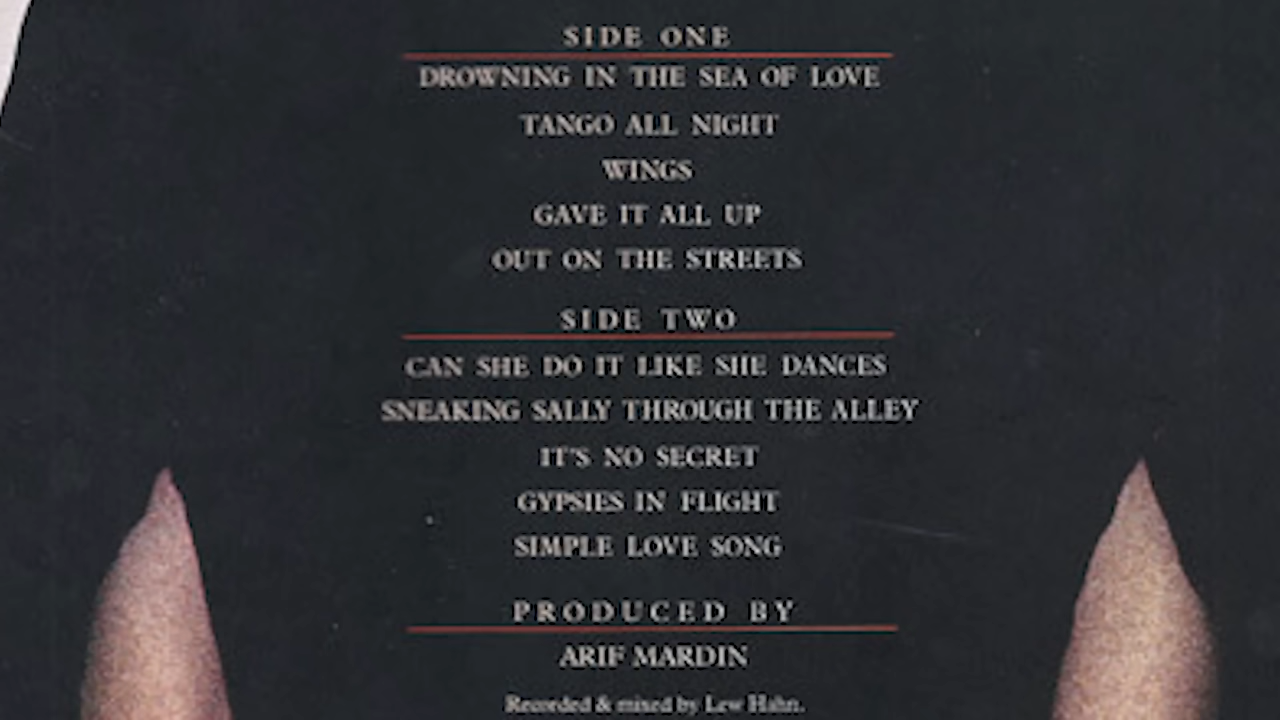 SIDE ONE
DROWNING IN THE SEA OF LOVE
TANGO ALL NIGHT
WINGS
GAVE IT ALL UP
OUT ON THE STREETS
SIDE TWO
CAN SHE DO IT LIKE SHE DANCES
SNEAKING SALLY THROUGH THE ALLEY
IT'S NO SECRET
GYPSIES IN FLIGHT
SIMPLE LOVE SONG
PRODUCED BY
ARIF MARDIN
Recorded & mixed by Lew Hahn.